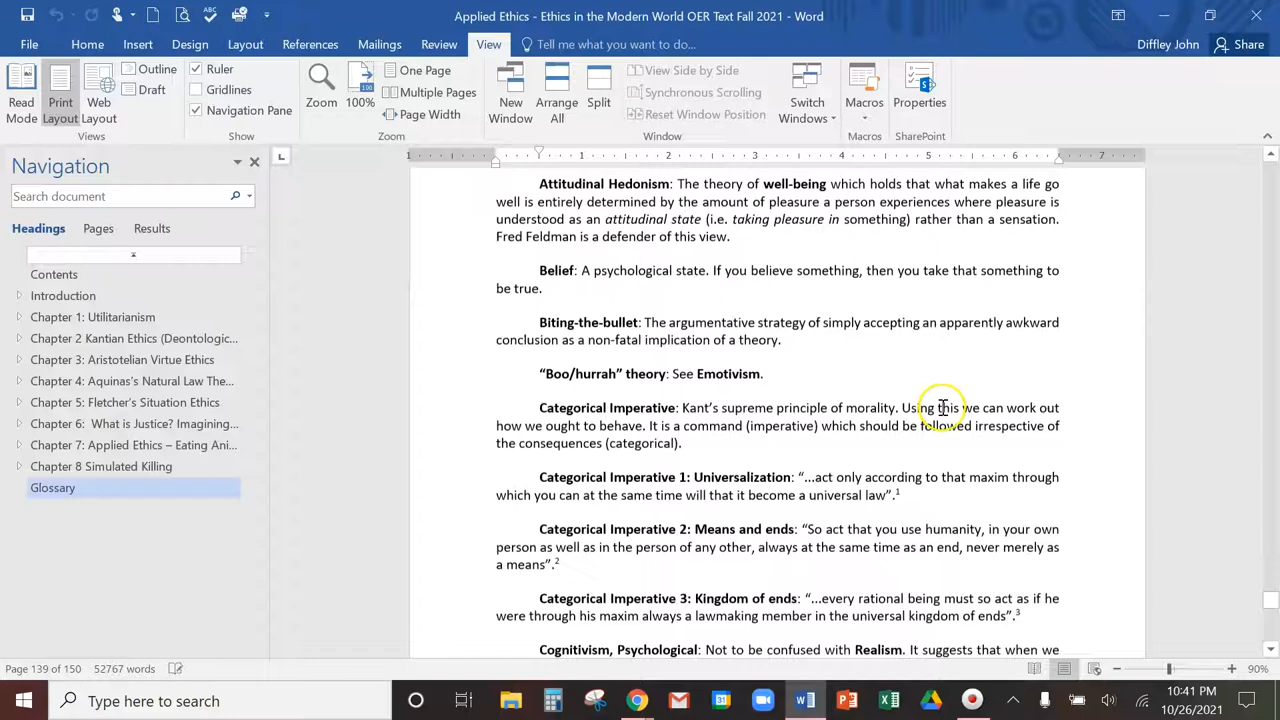 Applied Ethics - Ethics in the Modern World OER Text Fall 2021 - Word
File Home Insert Design Layout References Mailings Review View Tell me what you want to do... Diffley John Share
Read Mode
Print Layout
Web Layout
Outline
Draft
Views
Ruler
Gridlines
Navigation Pane
Show
Zoom
100%
One Page
Multiple Pages
Page Width
Zoom
New Window
Arrange All
Split
View Side by Side
Synchronous Scrolling
Reset Window Position
Window
Switch Windows
Macros
Macros
Properties
SharePoint
Navigation
Search document
Headings Pages Results
Contents
Introduction
Chapter 1: Utilitarianism
Chapter 2 Kantian Ethics (Deontologic...
Chapter 3: Aristotelian Virtue Ethics
Chapter 4: Aquinas's Natural Law The...
Chapter 5: Fletcher's Situation Ethics
Chapter 6: What is Justice? Imagining...
Chapter 7: Applied Ethics – Eating Ani...
Chapter 8 Simulated Killing
Glossary
1 1 2 3 4 5 6 7
Attitudinal Hedonism: The theory of well-being which holds that what makes a life go
well is entirely determined by the amount of pleasure a person experiences where pleasure is
understood as an attitudinal state (i.e. taking pleasure in something) rather than a sensation.
Fred Feldman is a defender of this view.
Belief: A psychological state. If you believe something, then you take that something to
be true.
Biting-the-bullet: The argumentative strategy of simply accepting an apparently awkward
conclusion as a non-fatal implication of a theory.
“Boo/hurrah” theory: See Emotivism.
Categorical Imperative: Kant’s supreme principle of morality. Using this we can work out
how we ought to behave. It is a command (imperative) which should be followed irrespective of
the consequences (categorical).
Categorical Imperative 1: Universalization: “...act only according to that maxim through
which you can at the same time will that it become a universal law”.1
Categorical Imperative 2: Means and ends: “So act that you use humanity, in your own
person as well as in the person of any other, always at the same time as an end, never merely as
a means”.2
Categorical Imperative 3: Kingdom of ends: “...every rational being must so act as if he
were through his maxim always a lawmaking member in the universal kingdom of ends”.3
Cognitivism, Psychological: Not to be confused with Realism. It suggests that when we
Page 139 of 150 52767 words 90%
Type here to search
10:41 PM
10/26/2021